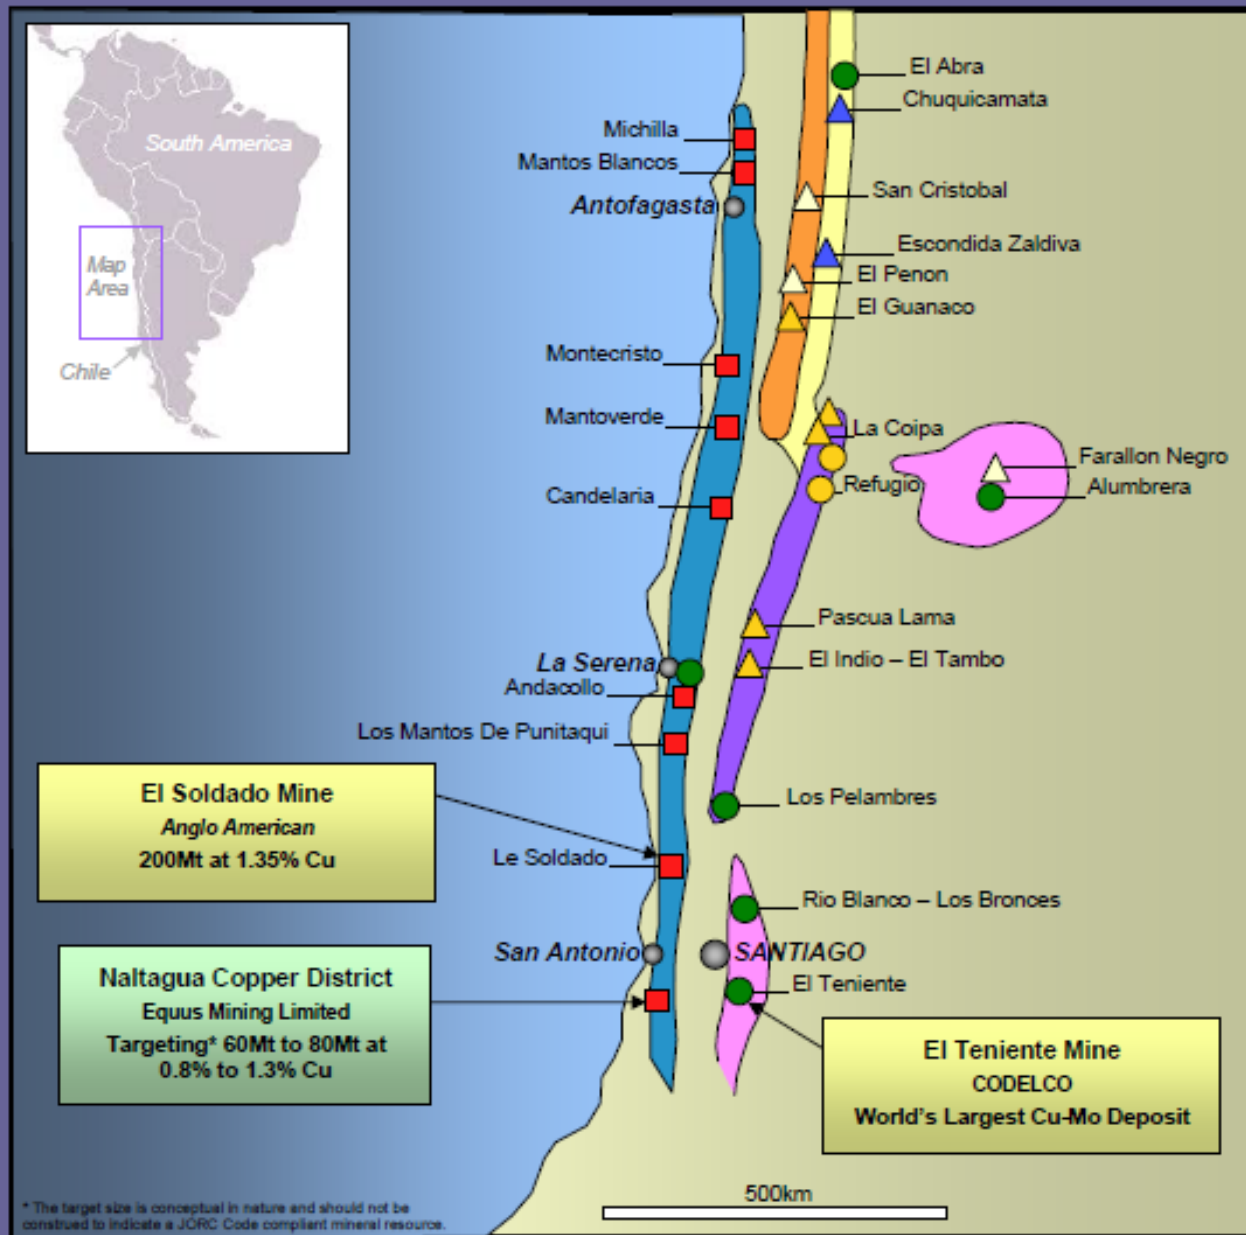 South America
Map
Area
Chile
El Abra
Chuquicamata
Michilla
Mantos Blancos
Antofagasta
San Cristobal
Escondida Zaldiva
El Penon
El Guanaco
Montecristo
Mantoverde
La Coipa
Candelaria
Refugio
Farallon Negro
Alumbrera
Pascua Lama
La Serena
El Indio – El Tambo
Andacollo
Los Mantos De Punitaqui
Los Pelambres
El Soldado Mine
Anglo American
200Mt at 1.35% Cu
Le Soldado
Rio Blanco – Los Bronces
San Antonio
SANTIAGO
El Teniente
Naltagua Copper District
Equus Mining Limited
Targeting* 60Mt to 80Mt at
0.8% to 1.3% Cu
El Teniente Mine
CODELCO
World's Largest Cu-Mo Deposit
500km
* The target size is conceptual in nature and should not be
construed to indicate a JORC Code compliant mineral resource.